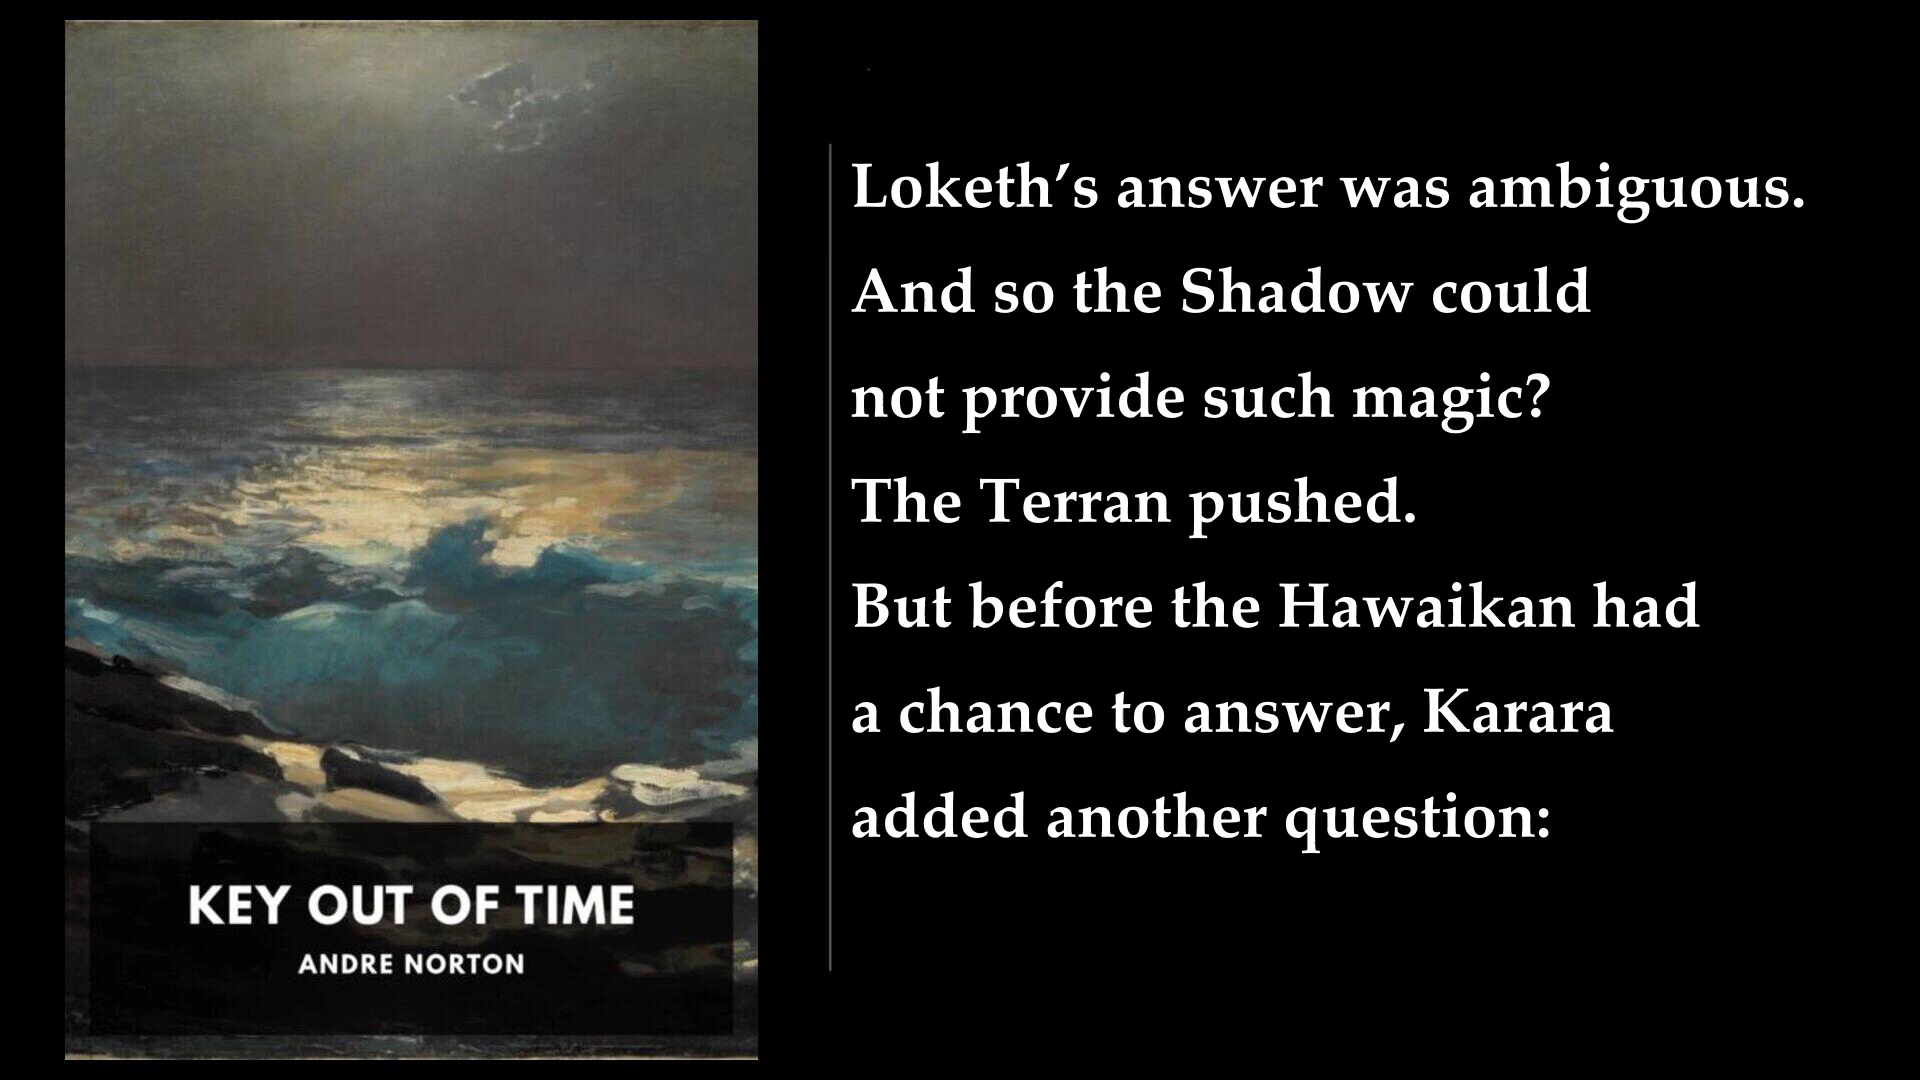 KEY OUT OF TIME
ANDRE NORTON
Loketh’s answer was ambiguous.
And so the Shadow could
not provide such magic?
The Terran pushed.
But before the Hawaikan had
a chance to answer, Karara
added another question: